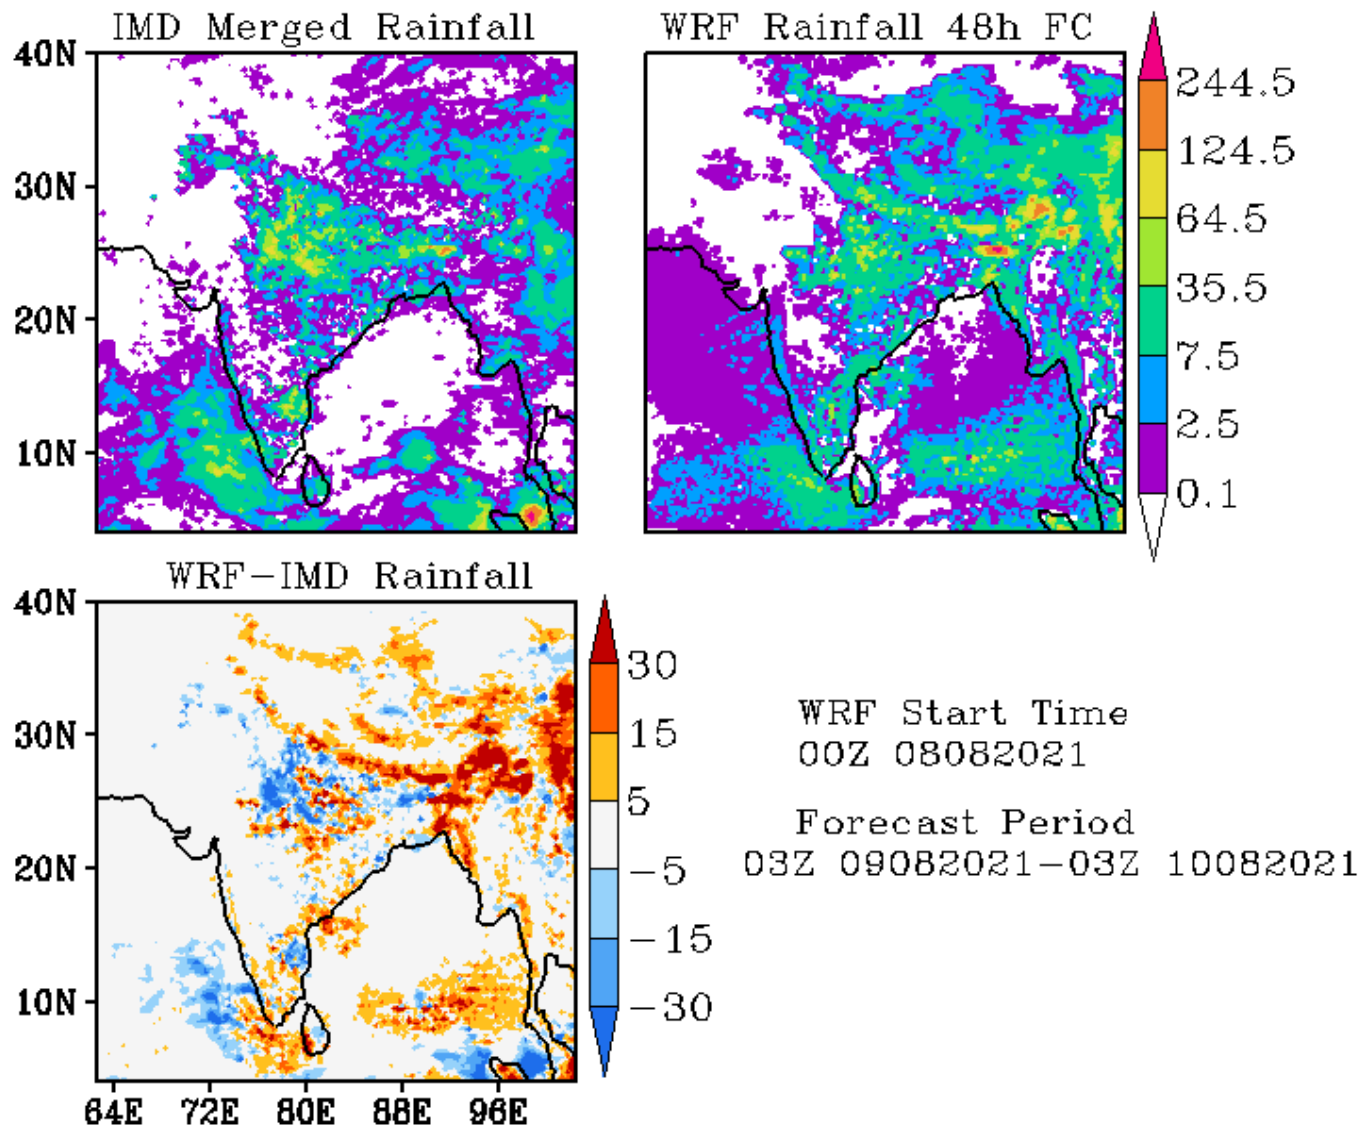 IMD Merged Rainfall
WRF Rainfall 48h FC
40N
30N
20N
10N
244.5
124.5
64.5
35.5
7.5
2.5
0.1
WRF-IMD Rainfall
40N
30N
20N
10N
64E 72E 80E 88E 96E
30
15
5
-5
-15
-30
WRF Start Time
00Z 08082021
Forecast Period
03Z 09082021-03Z 10082021